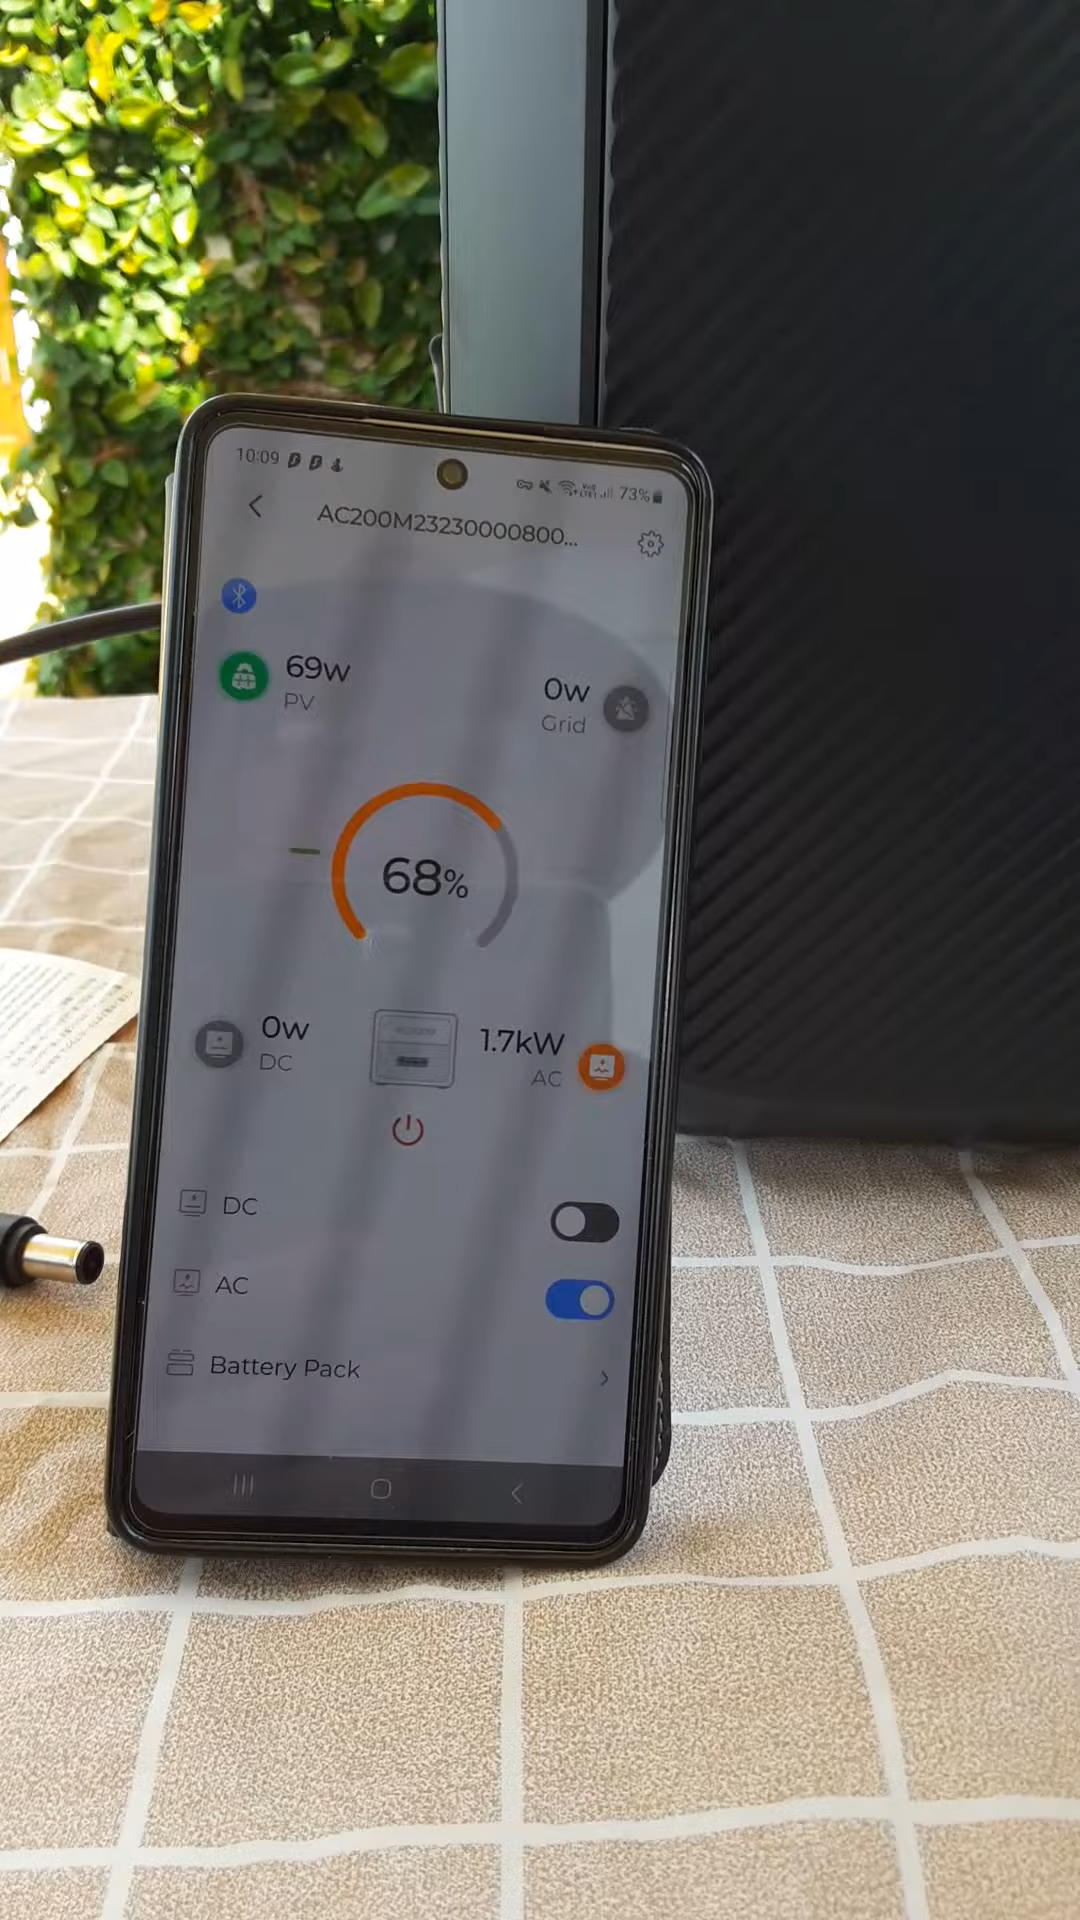 10:09 73%
AC200M23230000800...
69w
PV
0w
Grid
68%
0w
DC
1.7kW
AC
DC
AC
Battery Pack